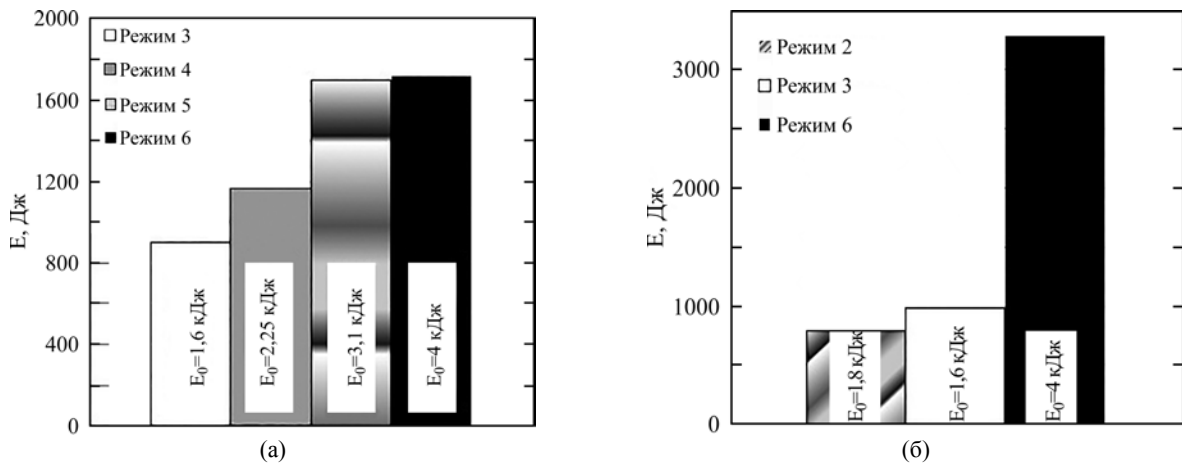 2000
1600
1200
800
400
0
E, Дж
Режим 3
Режим 4
Режим 5
Режим 6
E₀=1,6 кДж
E₀=2,25 кДж
E₀=3,1 кДж
E₀=4 кДж
(а)
3000
2000
1000
0
E, Дж
Режим 2
Режим 3
Режим 6
E₀=1,8 кДж
E₀=1,6 кДж
E₀=4 кДж
(б)